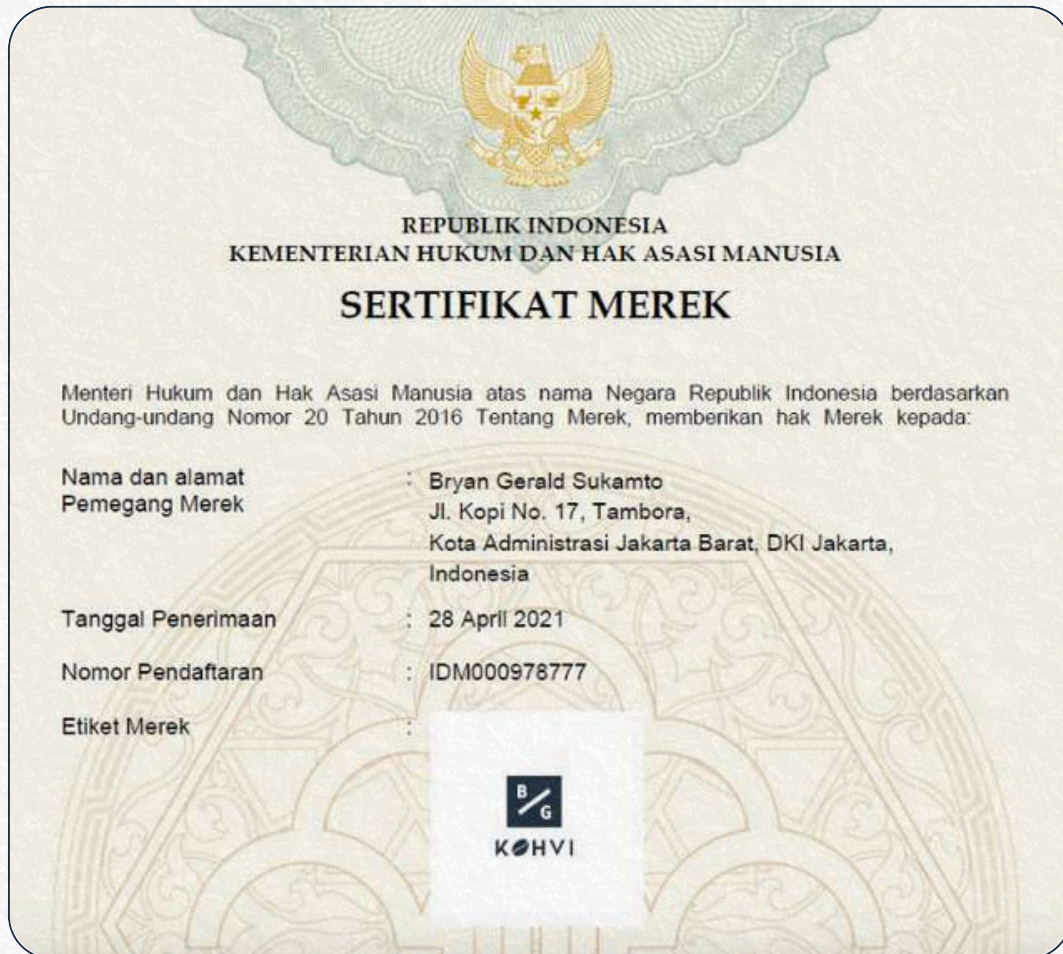 REPUBLIK INDONESIA
KEMENTERIAN HUKUM DAN HAK ASASI MANUSIA
SERTIFIKAT MEREK
Menteri Hukum dan Hak Asasi Manusia atas nama Negara Republik Indonesia berdasarkan
Undang-undang Nomor 20 Tahun 2016 Tentang Merek, memberikan hak Merek kepada:
Nama dan alamat
Pemegang Merek
: Bryan Gerald Sukamto
Jl. Kopi No. 17, Tambora,
Kota Administrasi Jakarta Barat, DKI Jakarta,
Indonesia
Tanggal Penerimaan : 28 April 2021
Nomor Pendaftaran : IDM000978777
Etiket Merek :
B/G
KOHVI